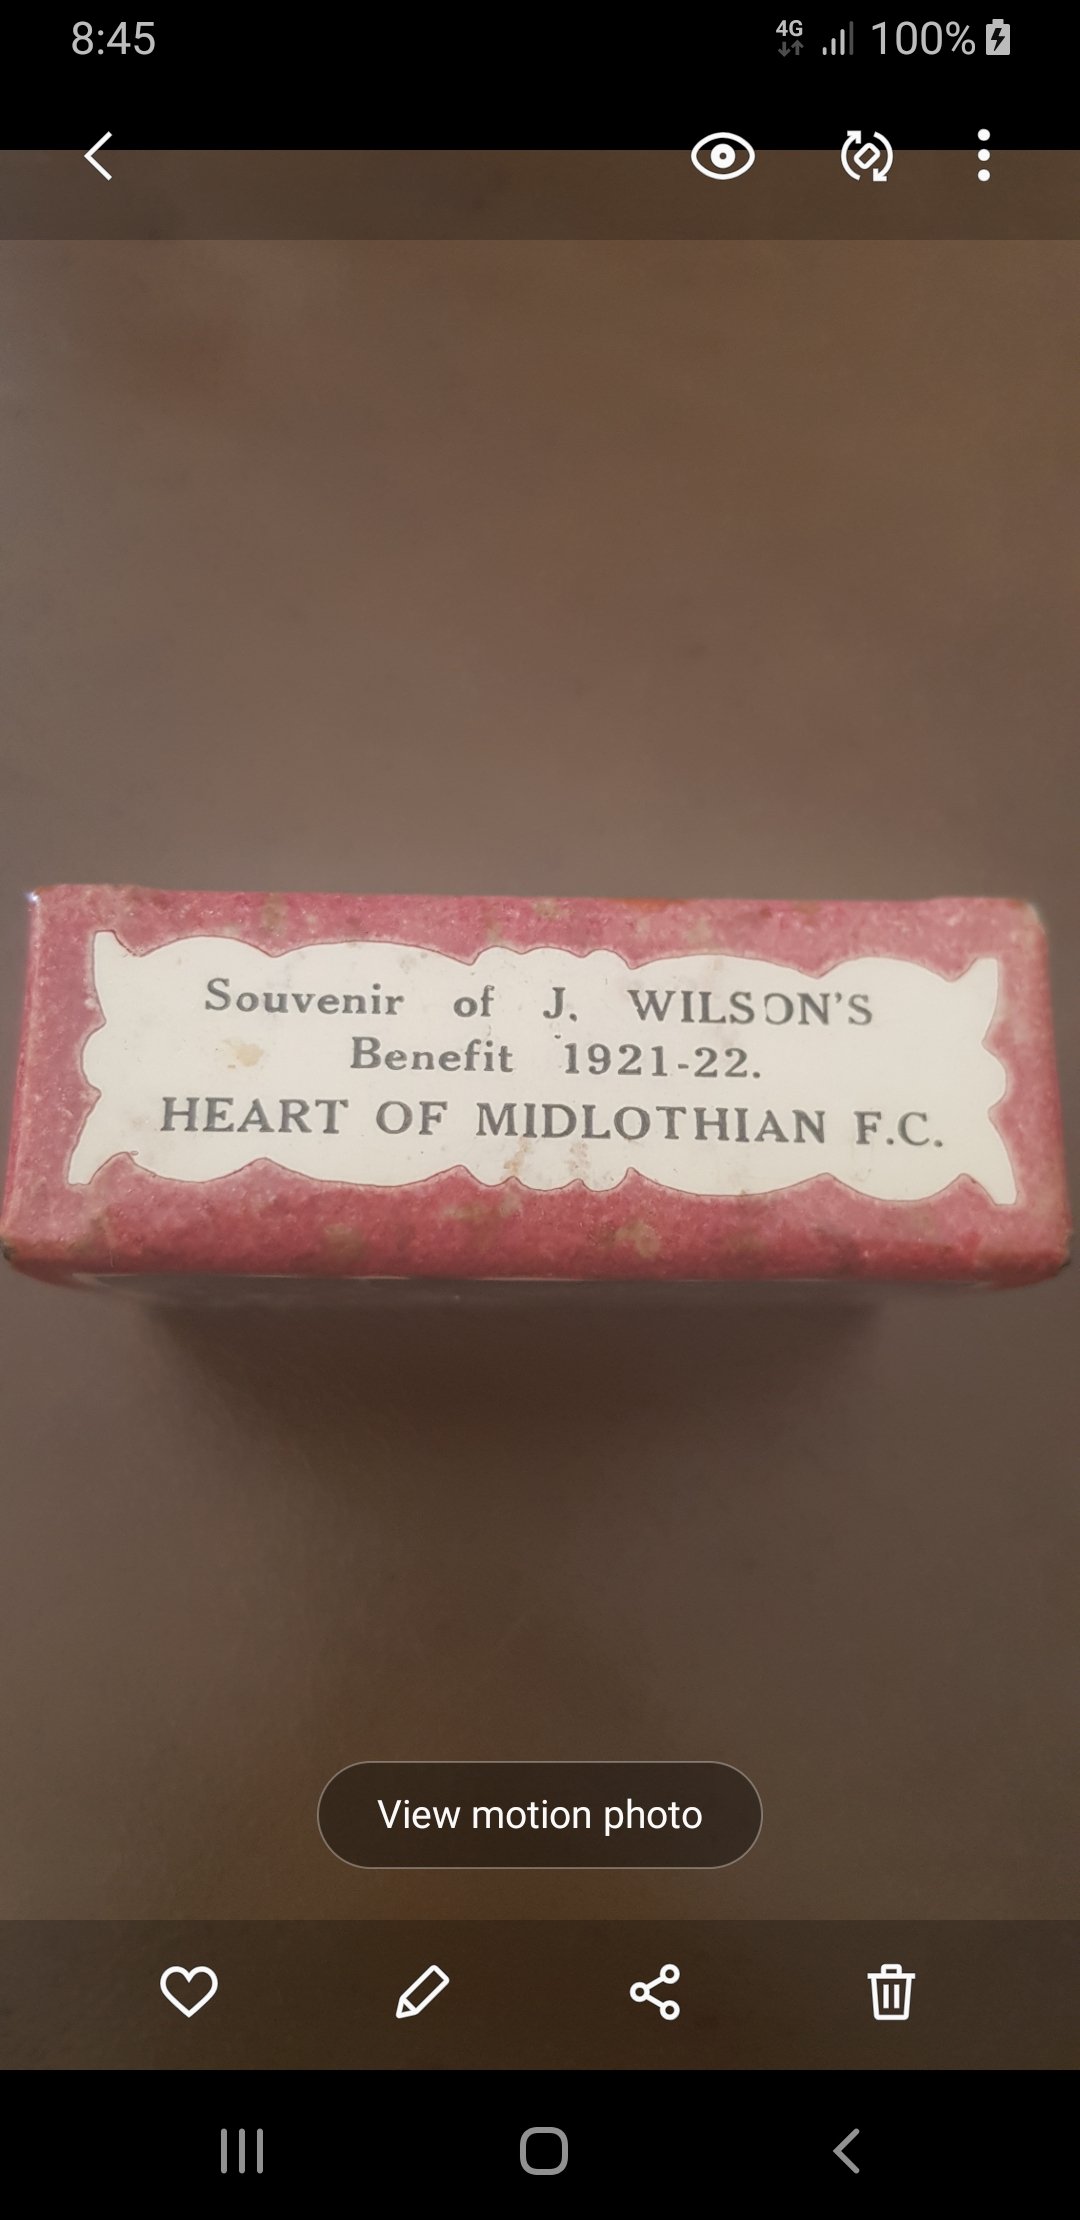 8:45 4G 100%
Souvenir of J. WILSON'S
Benefit 1921-22.
HEART OF MIDLOTHIAN F.C.
View motion photo